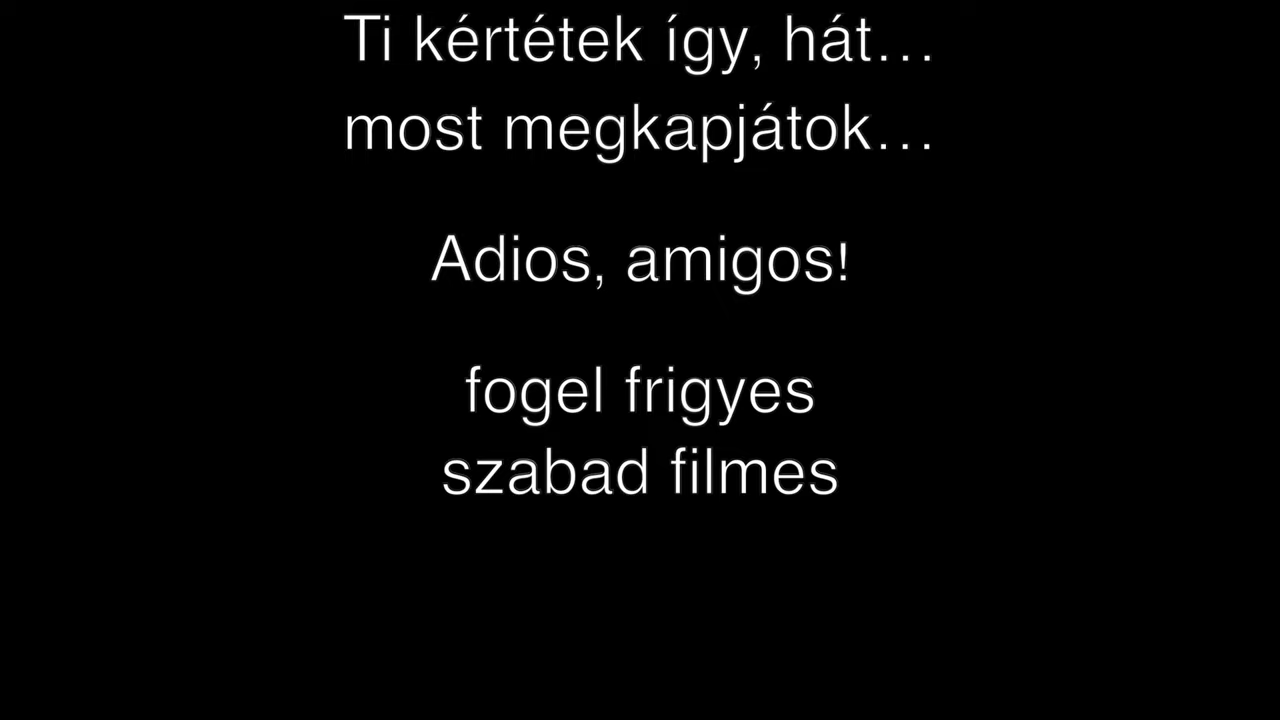 Ti kértétek így, hát…
most megkapjátok…
Adios, amigos!
fogel frigyes
szabad filmes